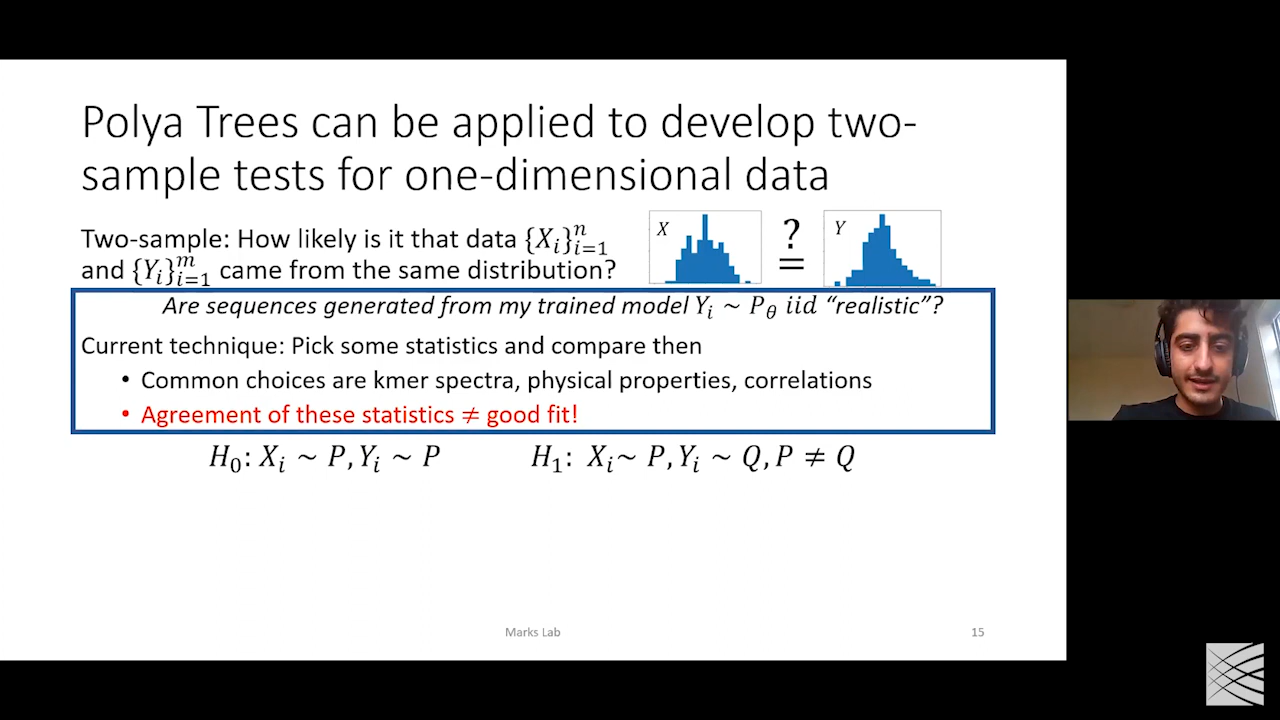 Polya Trees can be applied to develop two-
sample tests for one-dimensional data
Two-sample: How likely is it that data {X_i}_{i=1}^n
and {Y_i}_{i=1}^m came from the same distribution?
X
?
=
Y
Are sequences generated from my trained model Y_i ~ P_θ iid “realistic”?
Current technique: Pick some statistics and compare then
• Common choices are kmer spectra, physical properties, correlations
• Agreement of these statistics ≠ good fit!
H_0: X_i ~ P, Y_i ~ P
H_1: X_i ~ P, Y_i ~ Q, P ≠ Q
Marks Lab
15